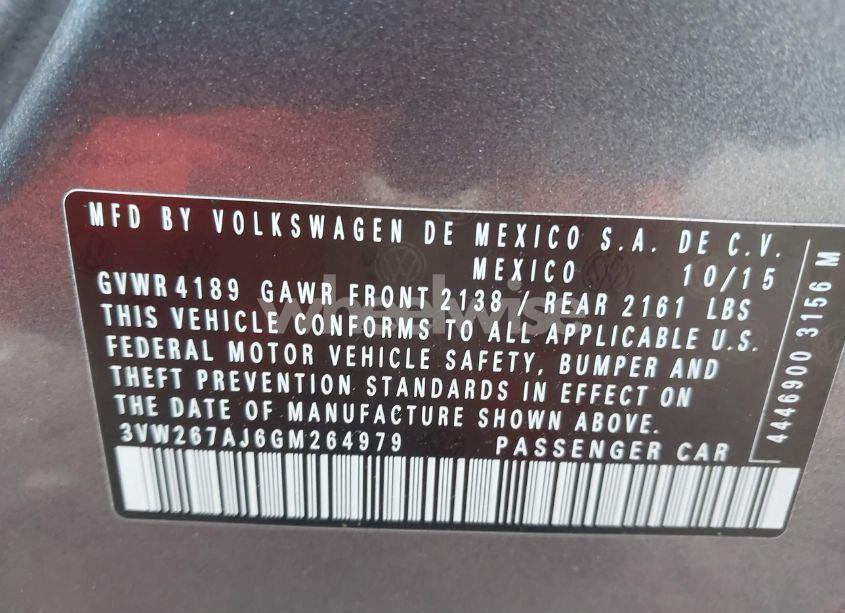 MFD BY VOLKSWAGEN DE MEXICO S.A. DE C.V.
MEXICO 10/15
GVWR 4189 GAWR FRONT 2138 / REAR 2161 LBS
THIS VEHICLE CONFORMS TO ALL APPLICABLE U.S.
FEDERAL MOTOR VEHICLE SAFETY, BUMPER AND
THEFT PREVENTION STANDARDS IN EFFECT ON
THE DATE OF MANUFACTURE SHOWN ABOVE.
3VW267AJ6GM264979 PASSENGER CAR
4446900 3156 M
wheelwise